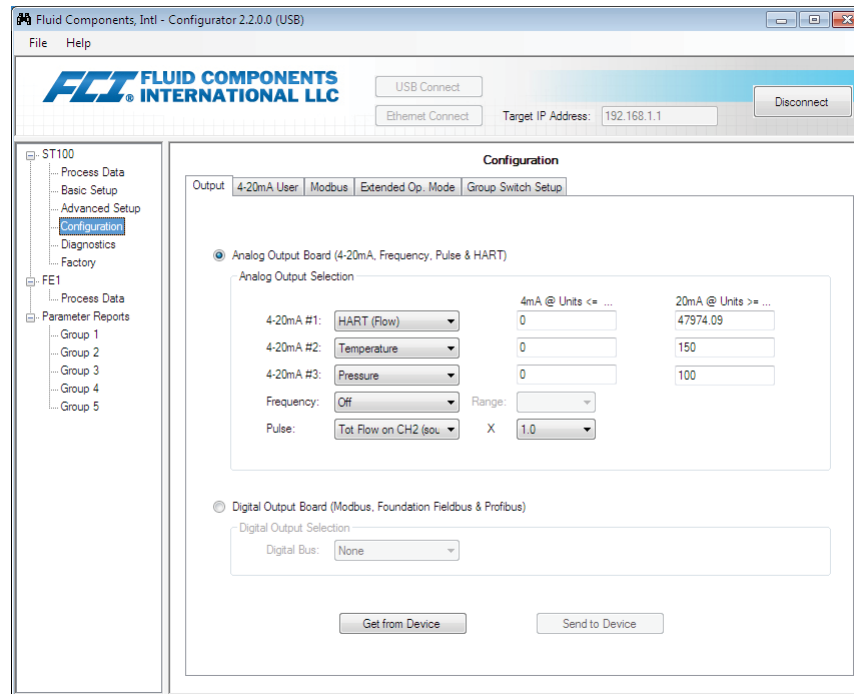 Fluid Components, Intl - Configurator 2.2.0.0 (USB)
File Help
FCI® FLUID COMPONENTS INTERNATIONAL LLC
USB Connect
Ethernet Connect
Target IP Address: 192.168.1.1
Disconnect
ST100
Process Data
Basic Setup
Advanced Setup
Configuration
Diagnostics
Factory
FE1
Process Data
Parameter Reports
Group 1
Group 2
Group 3
Group 4
Group 5
Configuration
Output 4-20mA User Modbus Extended Op. Mode Group Switch Setup
Analog Output Board (4-20mA, Frequency, Pulse & HART)
Analog Output Selection
4mA @ Units <= ... 20mA @ Units >= ...
4-20mA #1: HART (Flow) 0 47974.09
4-20mA #2: Temperature 0 150
4-20mA #3: Pressure 0 100
Frequency: Off Range:
Pulse: Tot Flow on CH2 (sou X 1.0
Digital Output Board (Modbus, Foundation Fieldbus & Profibus)
Digital Output Selection
Digital Bus: None
Get from Device Send to Device